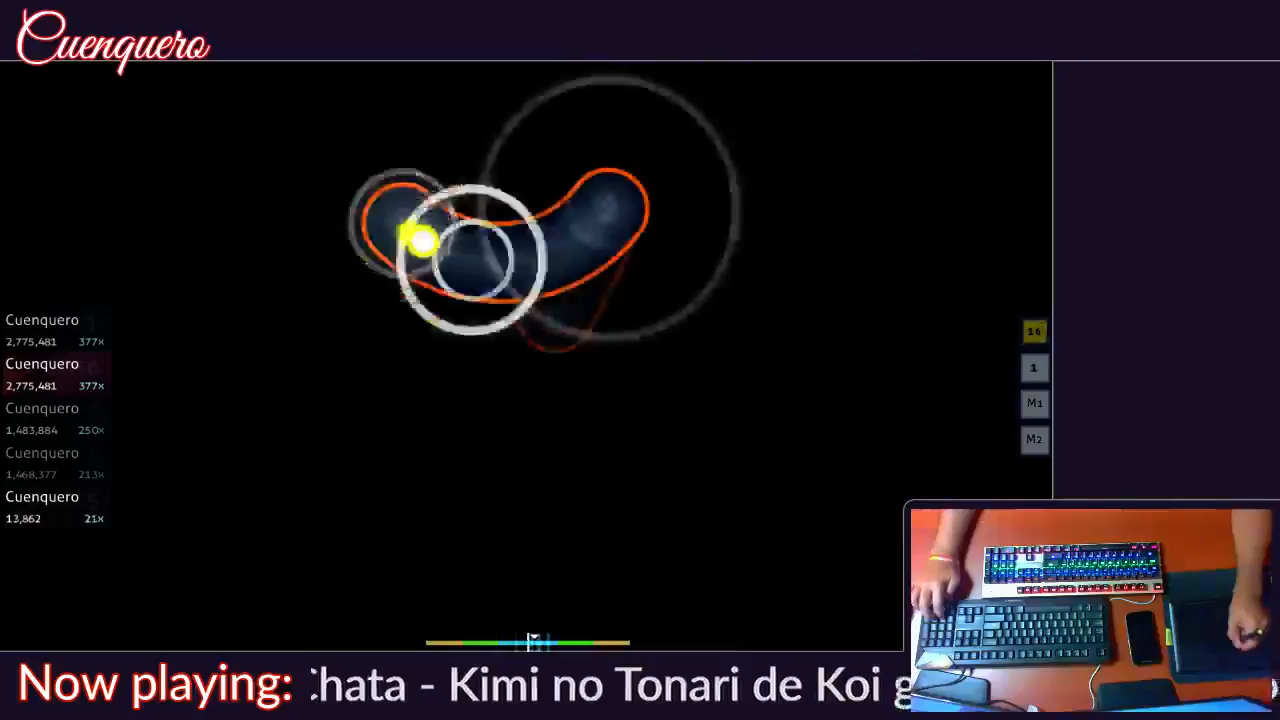 Cuenquero
Cuenquero
2,775,481 377x
Cuenquero
2,775,481 377x
Cuenquero
1,483,884 250x
Cuenquero
1,468,377 213x
Cuenquero
13,862 21x
16
1
M1
M2
Now playing: hata - Kimi no Tonari de Koi